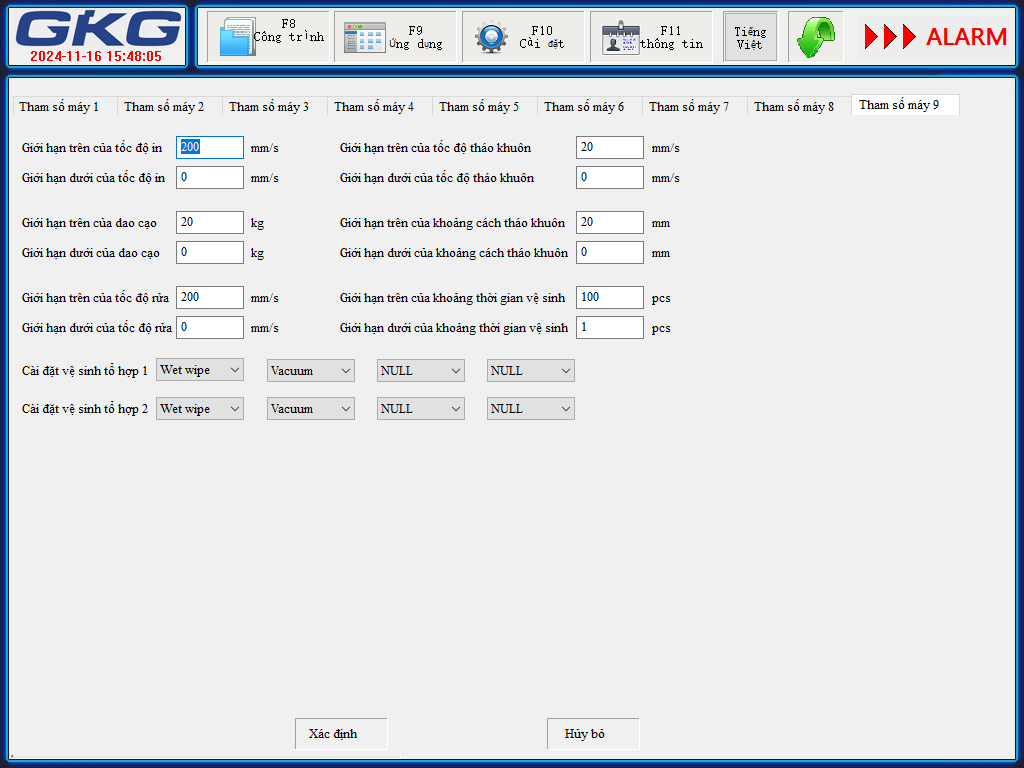 GKG
2024-11-16 15:48:05
F8
Công trình
F9
Ứng dụng
F10
Cài đặt
F11
thông tin
Tiếng
Việt
ALARM
Tham số máy 1
Tham số máy 2
Tham số máy 3
Tham số máy 4
Tham số máy 5
Tham số máy 6
Tham số máy 7
Tham số máy 8
Tham số máy 9
Giới hạn trên của tốc độ in 200 mm/s Giới hạn trên của tốc độ tháo khuôn 20 mm/s
Giới hạn dưới của tốc độ in 0 mm/s Giới hạn dưới của tốc độ tháo khuôn 0 mm/s
Giới hạn trên của dao cạo 20 kg Giới hạn trên của khoảng cách tháo khuôn 20 mm
Giới hạn dưới của dao cạo 0 kg Giới hạn dưới của khoảng cách tháo khuôn 0 mm
Giới hạn trên của tốc độ rửa 200 mm/s Giới hạn trên của khoảng thời gian vệ sinh 100 pcs
Giới hạn dưới của tốc độ rửa 0 mm/s Giới hạn dưới của khoảng thời gian vệ sinh 1 pcs
Cài đặt vệ sinh tổ hợp 1 Wet wipe Vacuum NULL NULL
Cài đặt vệ sinh tổ hợp 2 Wet wipe Vacuum NULL NULL
Xác định Hủy bỏ